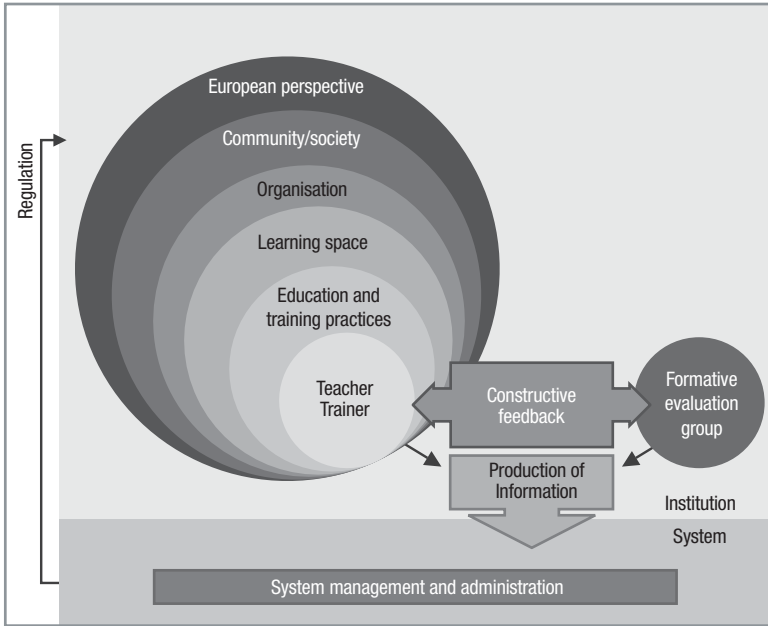 European perspective
Community/society
Regulation
Organisation
Learning space
Education and
training practices
Teacher
Trainer
Constructive
feedback
Formative
evaluation
group
Production of
Information
Institution
System
System management and administration